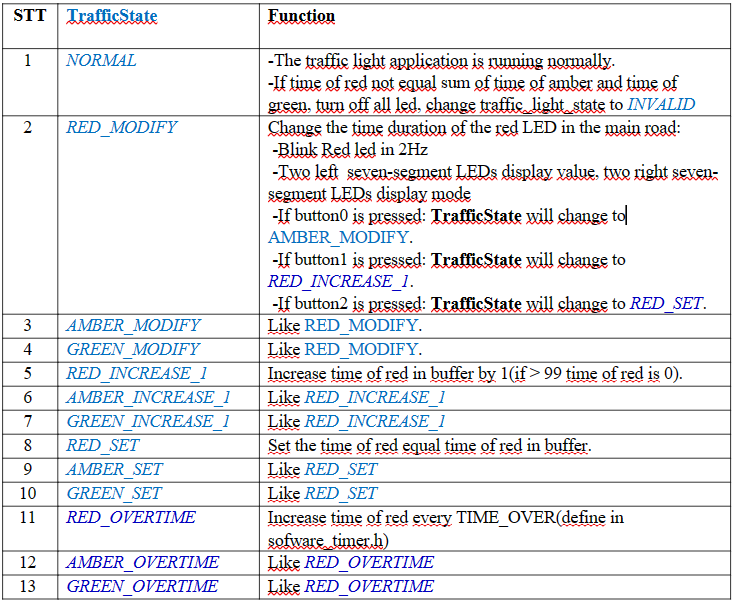 STT TrafficState Function
1 NORMAL -The traffic light application is running normally.
-If time of red not equal sum of time of amber and time of
green, turn off all led, change traffic_light_state to INVALID
2 RED_MODIFY Change the time duration of the red LED in the main road:
-Blink Red led in 2Hz
-Two left seven-segment LEDs display value, two right seven-
segment LEDs display mode
-If button0 is pressed: TrafficState will change to
AMBER_MODIFY.
-If button1 is pressed: TrafficState will change to
RED_INCREASE_1.
-If button2 is pressed: TrafficState will change to RED_SET.
3 AMBER_MODIFY Like RED_MODIFY.
4 GREEN_MODIFY Like RED_MODIFY.
5 RED_INCREASE_1 Increase time of red in buffer by 1(if > 99 time of red is 0).
6 AMBER_INCREASE_1 Like RED_INCREASE_1
7 GREEN_INCREASE_1 Like RED_INCREASE_1
8 RED_SET Set the time of red equal time of red in buffer.
9 AMBER_SET Like RED_SET
10 GREEN_SET Like RED_SET
11 RED_OVERTIME Increase time of red every TIME_OVER(define in
sofware_timer.h)
12 AMBER_OVERTIME Like RED_OVERTIME
13 GREEN_OVERTIME Like RED_OVERTIME